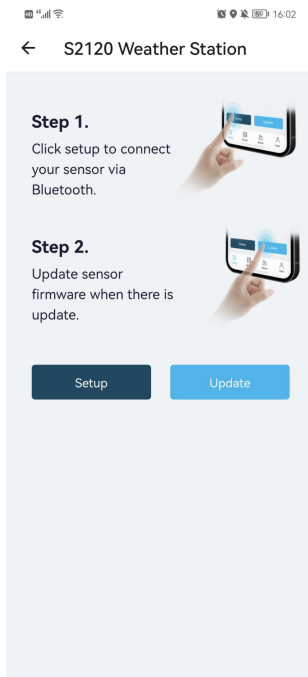 16:02
S2120 Weather Station
Step 1.
Click setup to connect
your sensor via
Bluetooth.
Step 2.
Update sensor
firmware when there is
update.
Setup
Update